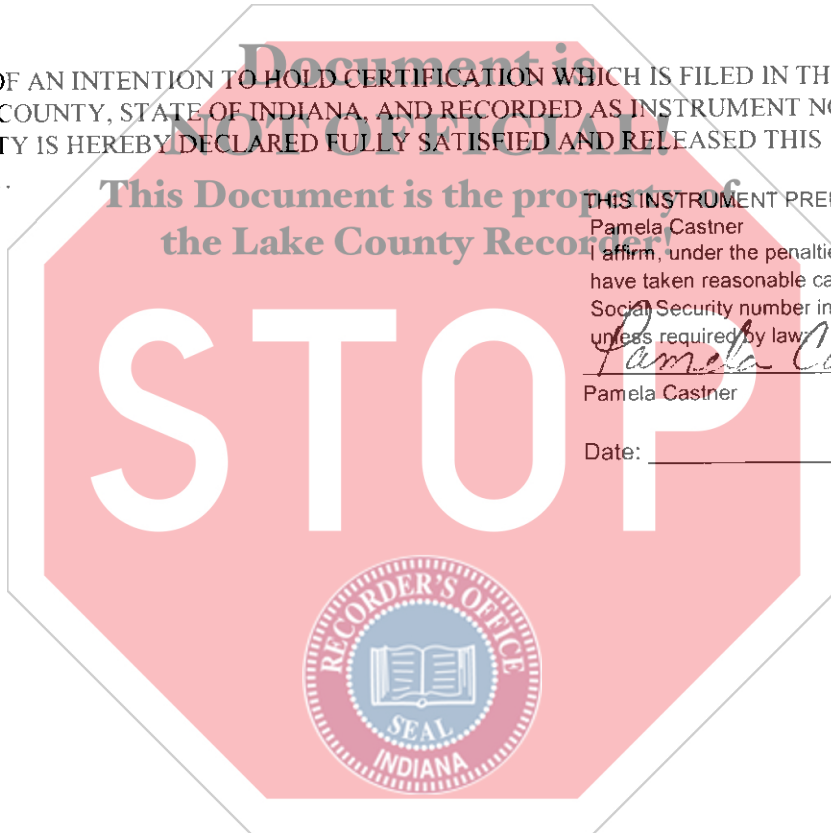 Document is
OF AN INTENTION TO HOLD CERTIFICATION WHICH IS FILED IN TH
COUNTY, STATE OF INDIANA, AND RECORDED AS INSTRUMENT NO
NOT OFFICIAL!
TY IS HEREBY DECLARED FULLY SATISFIED AND RELEASED THIS
.
This Document is the property of
the Lake County Recorder!
THIS INSTRUMENT PREP
Pamela Castner
I affirm, under the penaltie
have taken reasonable ca
Social Security number in
unless required by law.
Pamela Ca
Pamela Castner
Date:
STOP
RECORDER'S OFFICE
SEAL
INDIANA